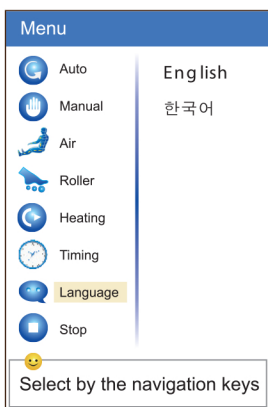 Menu
Auto
Manual
Air
Roller
Heating
Timing
Language
Stop
English
한국어
Select by the navigation keys